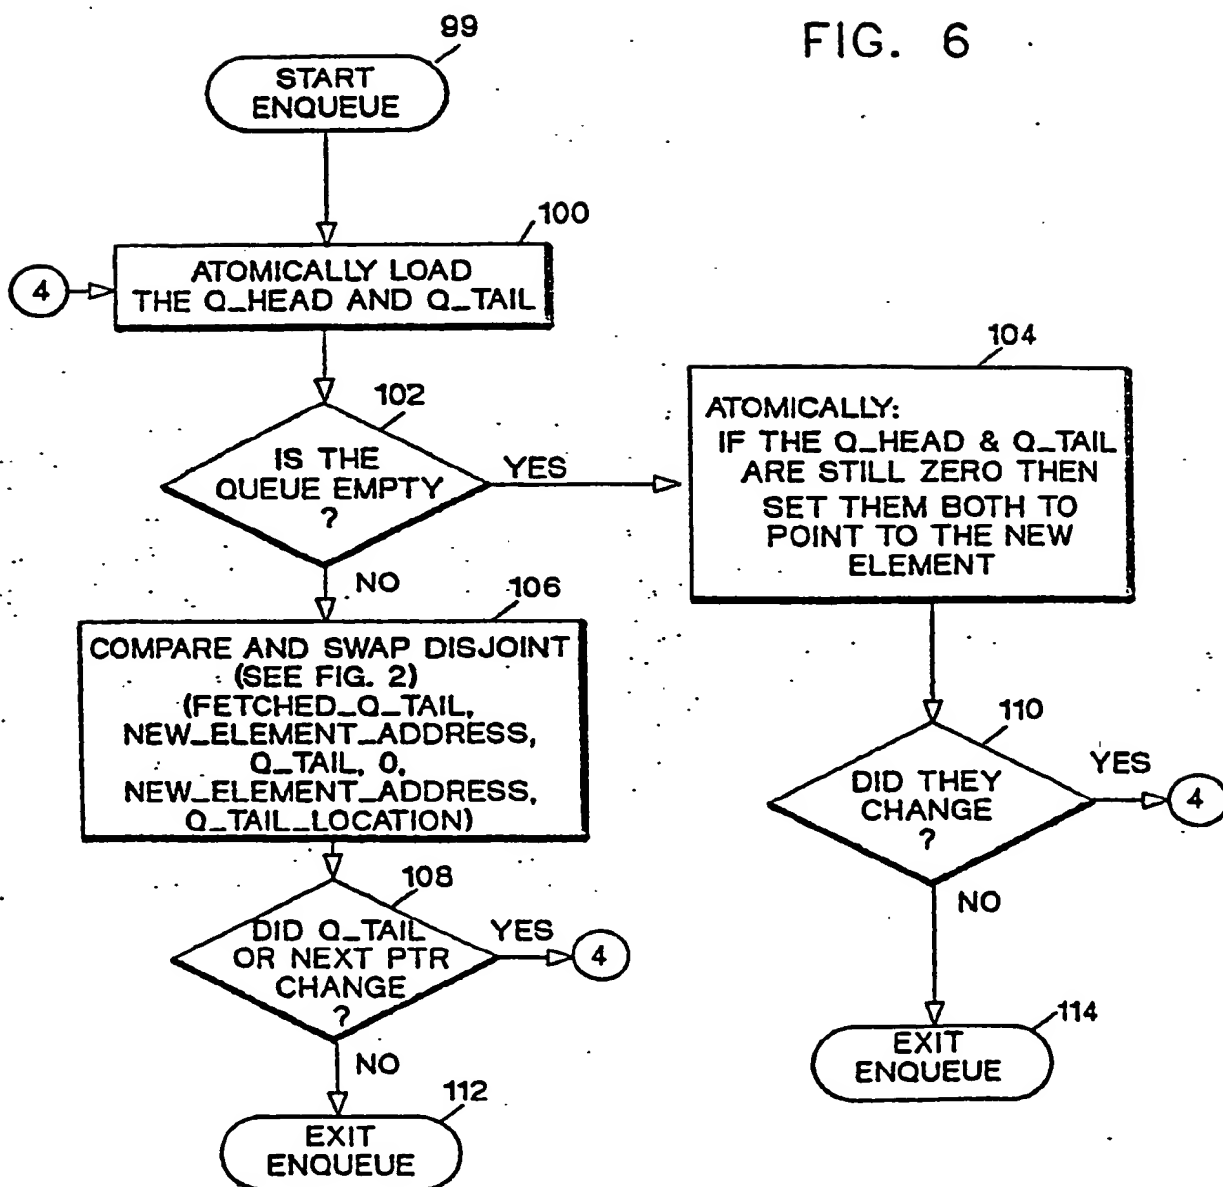 FIG. 6
99
START
ENQUEUE
100
4
ATOMICALLY LOAD
THE Q_HEAD AND Q_TAIL
102
IS THE
QUEUE EMPTY
?
YES
NO
104
ATOMICALLY:
IF THE Q_HEAD & Q_TAIL
ARE STILL ZERO THEN
SET THEM BOTH TO
POINT TO THE NEW
ELEMENT
106
COMPARE AND SWAP DISJOINT
(SEE FIG. 2)
(FETCHED_Q_TAIL,
NEW_ELEMENT_ADDRESS,
Q_TAIL, 0,
NEW_ELEMENT_ADDRESS,
Q_TAIL_LOCATION)
108
DID Q_TAIL
OR NEXT PTR
CHANGE
?
YES
4
NO
112
EXIT
ENQUEUE
110
DID THEY
CHANGE
?
YES
4
NO
114
EXIT
ENQUEUE